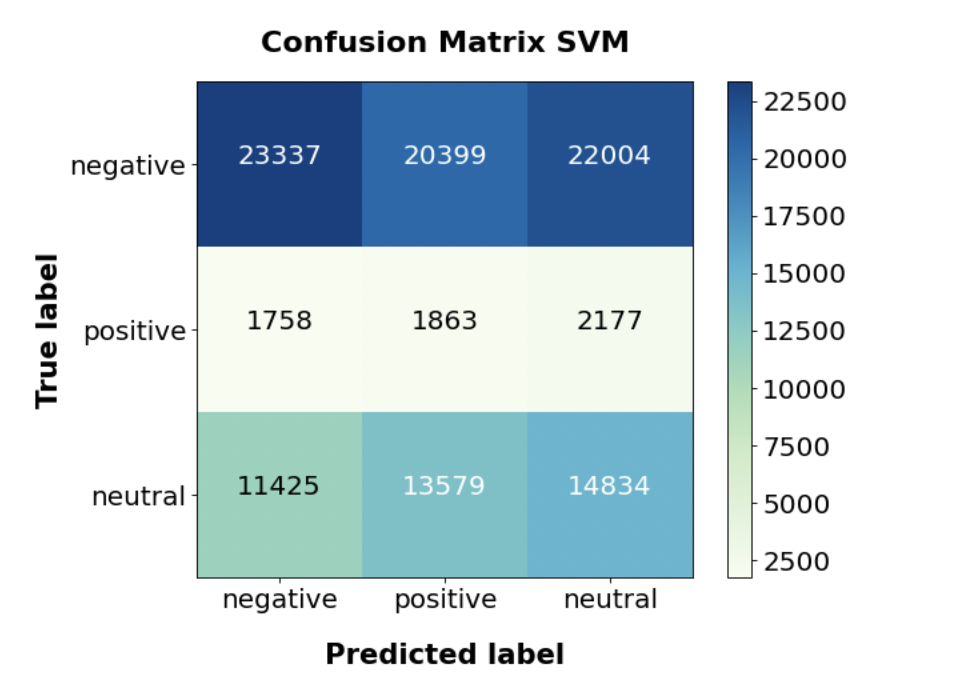 Confusion Matrix SVM
negative 23337 20399 22004
positive 1758 1863 2177
neutral 11425 13579 14834
negative positive neutral
Predicted label
True label
22500
20000
17500
15000
12500
10000
7500
5000
2500